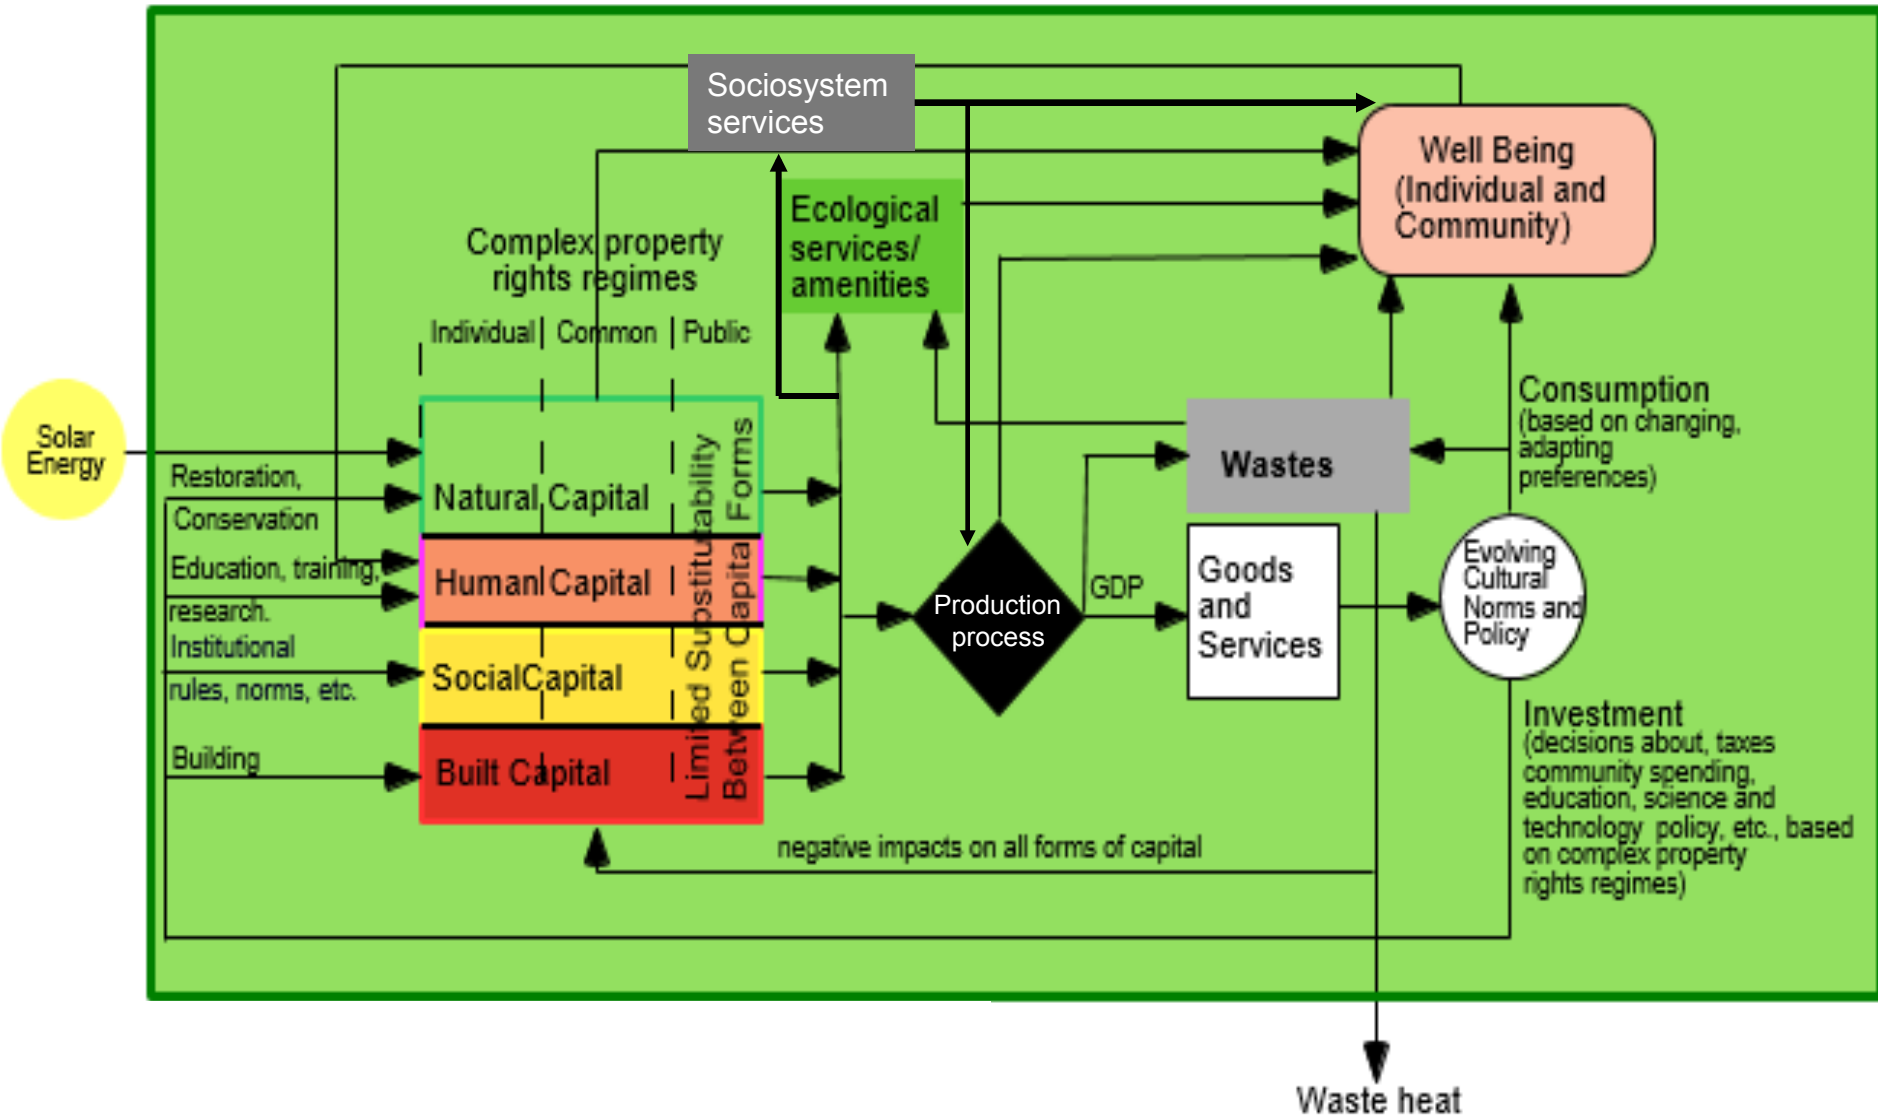 Sociosystem
services
Well Being
(Individual and
Community)
Ecological
services/
amenities
Complex property
rights regimes
Individual
Common
Public
Solar
Energy
Restoration,
Conservation
Education, training,
research.
Institutional
rules, norms, etc.
Building
Natural Capital
Human Capital
SocialCapital
Built Capital
Limited Substitutability
Between Capital Forms
Production
process
GDP
Wastes
Goods
and
Services
Evolving
Cultural
Norms and
Policy
Consumption
(based on changing,
adapting
preferences)
Investment
(decisions about, taxes
community spending,
education, science and
technology policy, etc., based
on complex property
rights regimes)
negative impacts on all forms of capital
Waste heat